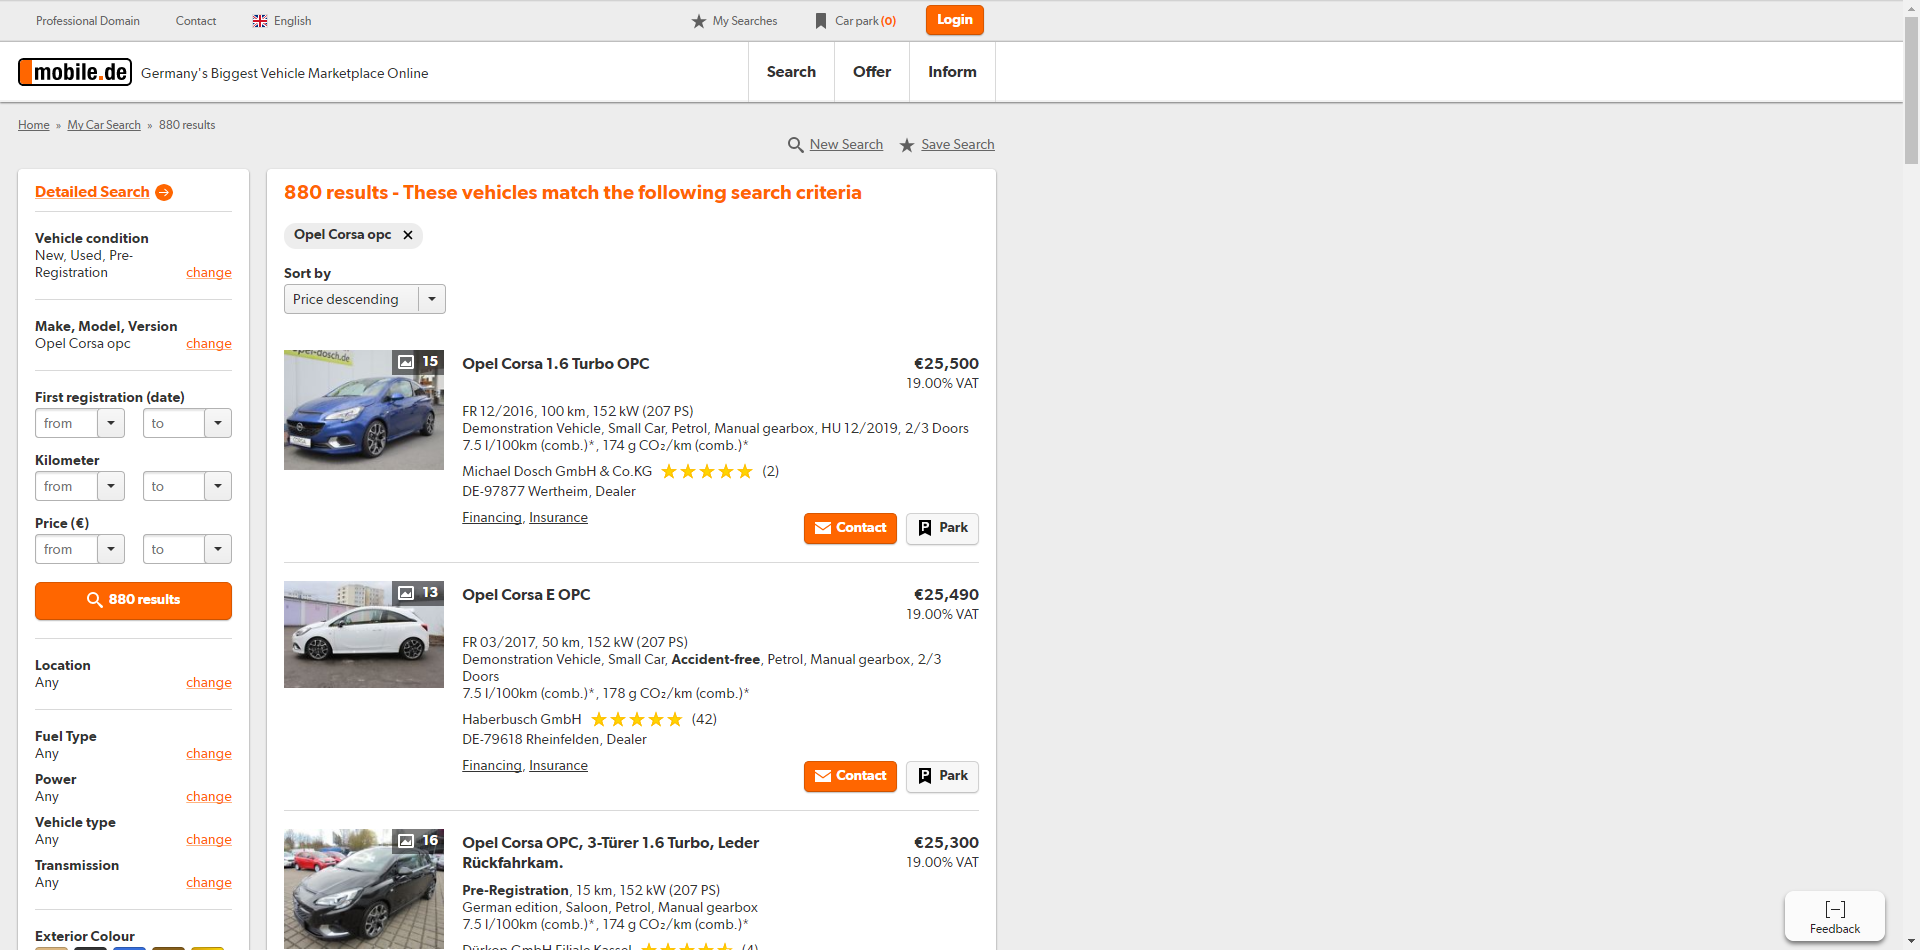 Professional Domain
Contact
English
My Searches
Car park (0)
Login
mobile.de
Germany's Biggest Vehicle Marketplace Online
Search
Offer
Inform
Home » My Car Search » 880 results
New Search
Save Search
Detailed Search
Vehicle condition
New, Used, Pre-
Registration
change
Make, Model, Version
Opel Corsa opc
change
First registration (date)
from
to
Kilometer
from
to
Price (€)
from
to
880 results
Location
Any
change
Fuel Type
Any
change
Power
Any
change
Vehicle type
Any
change
Transmission
Any
change
Exterior Colour
880 results - These vehicles match the following search criteria
Opel Corsa opc ✕
Sort by
Price descending
15
Opel Corsa 1.6 Turbo OPC
€25,500
19.00% VAT
FR 12/2016, 100 km, 152 kW (207 PS)
Demonstration Vehicle, Small Car, Petrol, Manual gearbox, HU 12/2019, 2/3 Doors
7.5 l/100km (comb.)*, 174 g CO₂/km (comb.)*
Michael Dosch GmbH & Co.KG ★★★★★ (2)
DE-97877 Wertheim, Dealer
Financing, Insurance
Contact
Park
13
Opel Corsa E OPC
€25,490
19.00% VAT
FR 03/2017, 50 km, 152 kW (207 PS)
Demonstration Vehicle, Small Car, Accident-free, Petrol, Manual gearbox, 2/3
Doors
7.5 l/100km (comb.)*, 178 g CO₂/km (comb.)*
Haberbusch GmbH ★★★★★ (42)
DE-79618 Rheinfelden, Dealer
Financing, Insurance
Contact
Park
16
Opel Corsa OPC, 3-Türer 1.6 Turbo, Leder
Rückfahrkam.
€25,300
19.00% VAT
Pre-Registration, 15 km, 152 kW (207 PS)
German edition, Saloon, Petrol, Manual gearbox
7.5 l/100km (comb.)*, 174 g CO₂/km (comb.)*
Dürkop GmbH Filiale Kassel (4)
[-]
Feedback